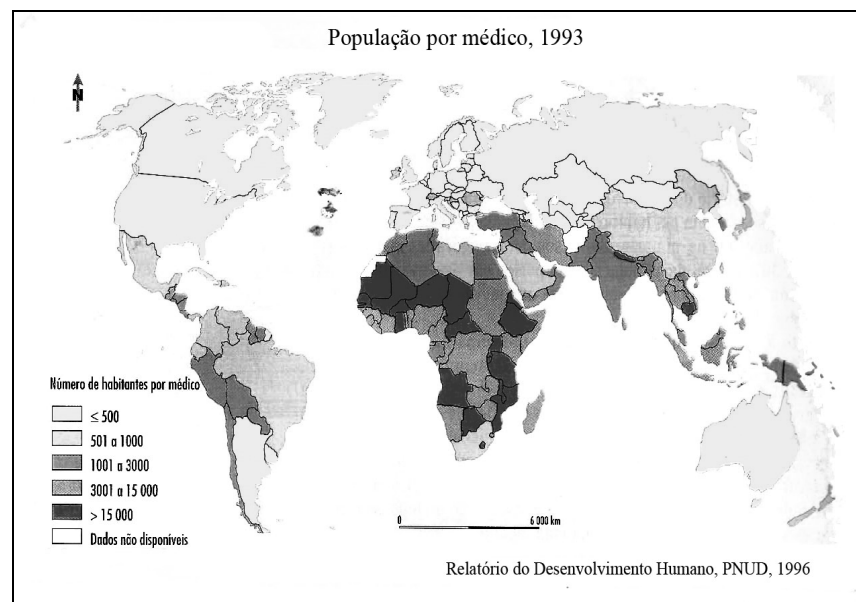 População por médico, 1993
N
Número de habitantes por médico
≤ 500
501 a 1000
1001 a 3000
3001 a 15 000
> 15 000
Dados não disponíveis
0 6 000 km
Relatório do Desenvolvimento Humano, PNUD, 1996